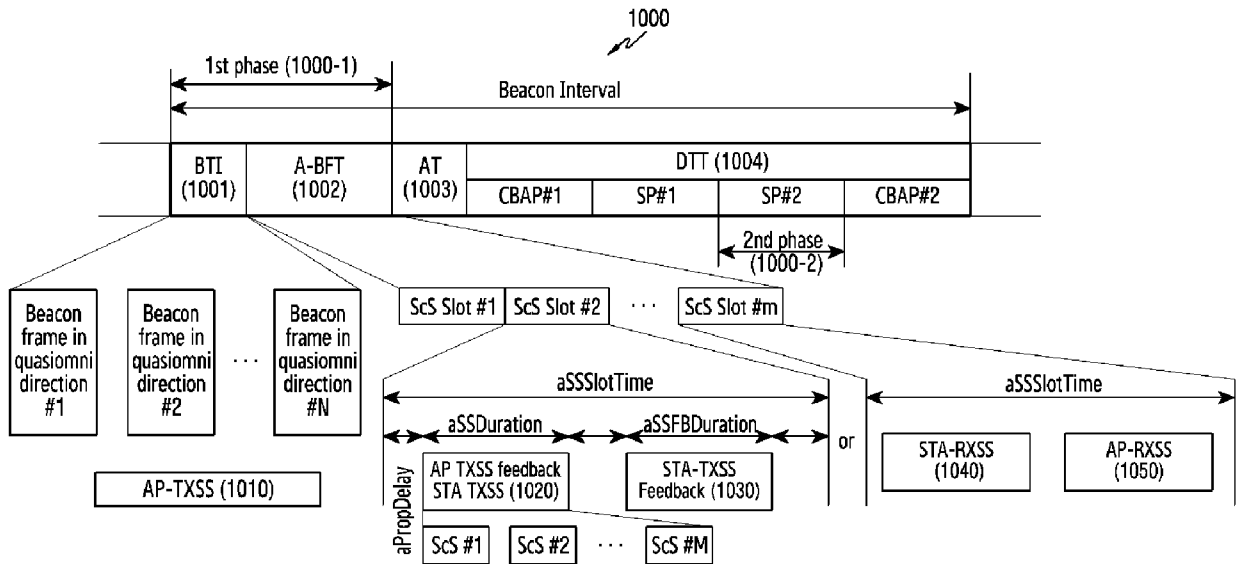 1000
1st phase (1000-1)
Beacon Interval
BTI
(1001)
A-BFT
(1002)
AT
(1003)
DTT (1004)
CBAP#1
SP#1
SP#2
CBAP#2
2nd phase
(1000-2)
Beacon
frame in
quasiomni
direction
#1
Beacon
frame in
quasiomni
direction
#2
...
Beacon
frame in
quasiomni
direction
#N
AP-TXSS (1010)
ScS Slot #1
ScS Slot #2
...
ScS Slot #m
aSSSlotTime
aSSDuration
aSSFBDuration
aPropDelay
AP TXSS feedback
STA TXSS (1020)
STA-TXSS
Feedback (1030)
ScS #1
ScS #2
...
ScS #M
or
aSSSlotTime
STA-RXSS
(1040)
AP-RXSS
(1050)